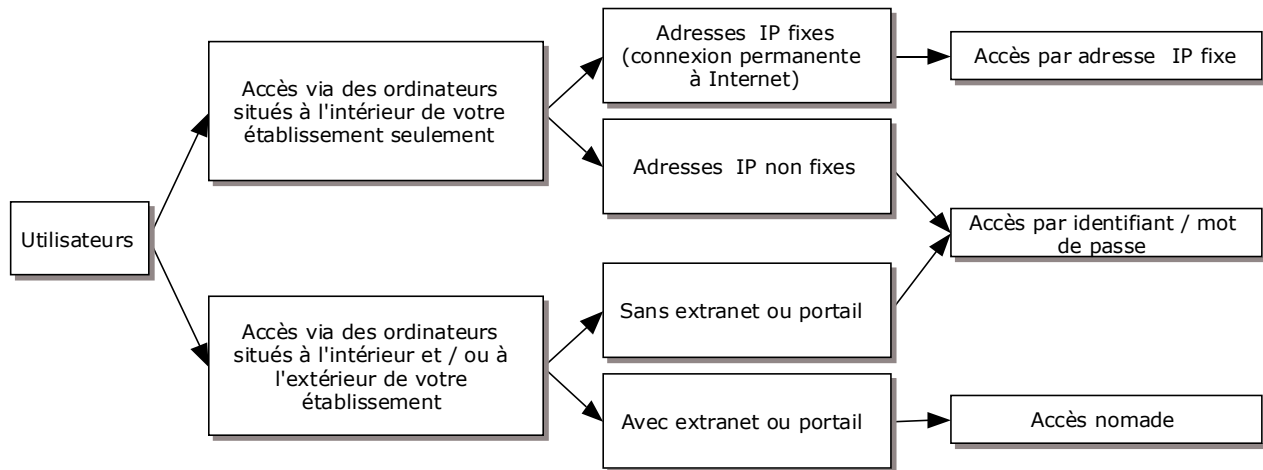 Utilisateurs
Accès via des ordinateurs
situés à l'intérieur de votre
établissement seulement
Accès via des ordinateurs
situés à l'intérieur et / ou à
l'extérieur de votre
établissement
Adresses IP fixes
(connexion permanente
à Internet)
Adresses IP non fixes
Sans extranet ou portail
Avec extranet ou portail
Accès par adresse IP fixe
Accès par identifiant / mot
de passe
Accès nomade